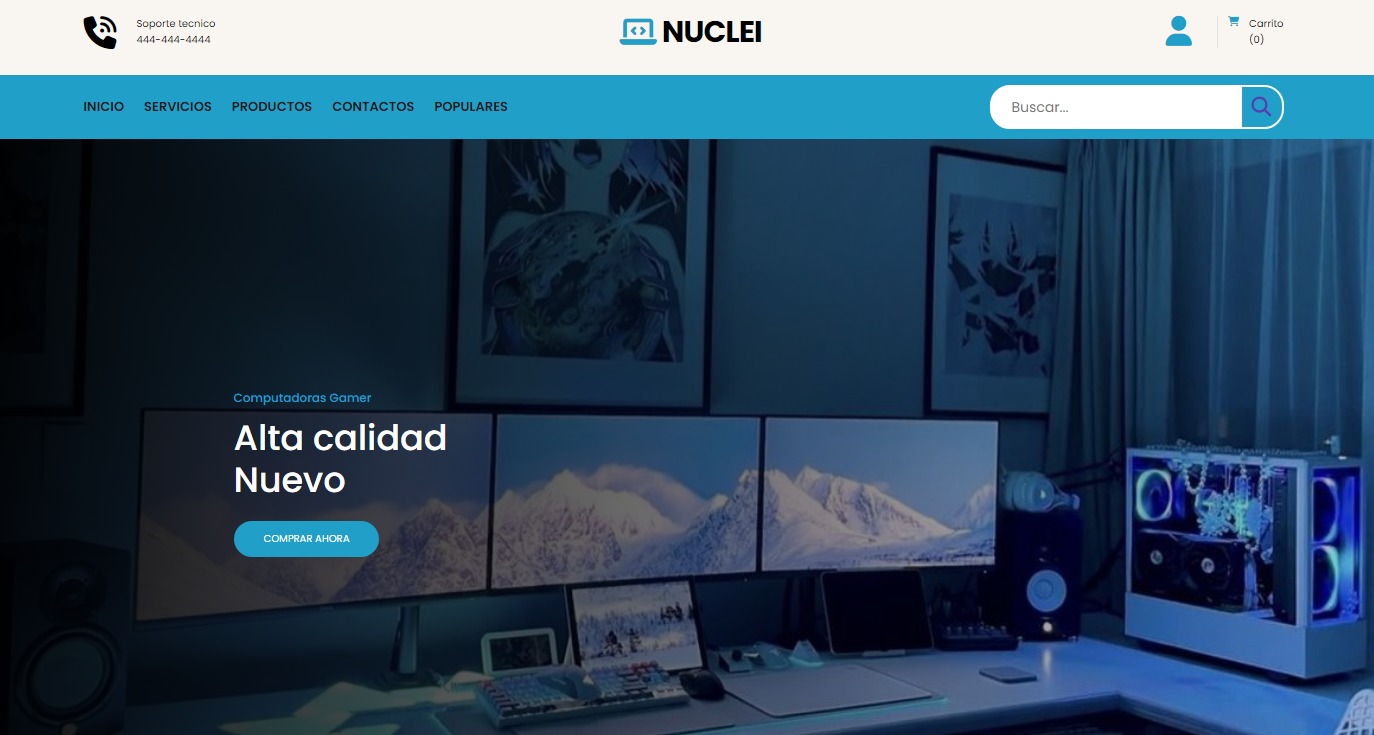 Soporte tecnico
444-444-4444
NUCLEI
Carrito
(0)
INICIO SERVICIOS PRODUCTOS CONTACTOS POPULARES
Buscar...
Computadoras Gamer
Alta calidad
Nuevo
COMPRAR AHORA